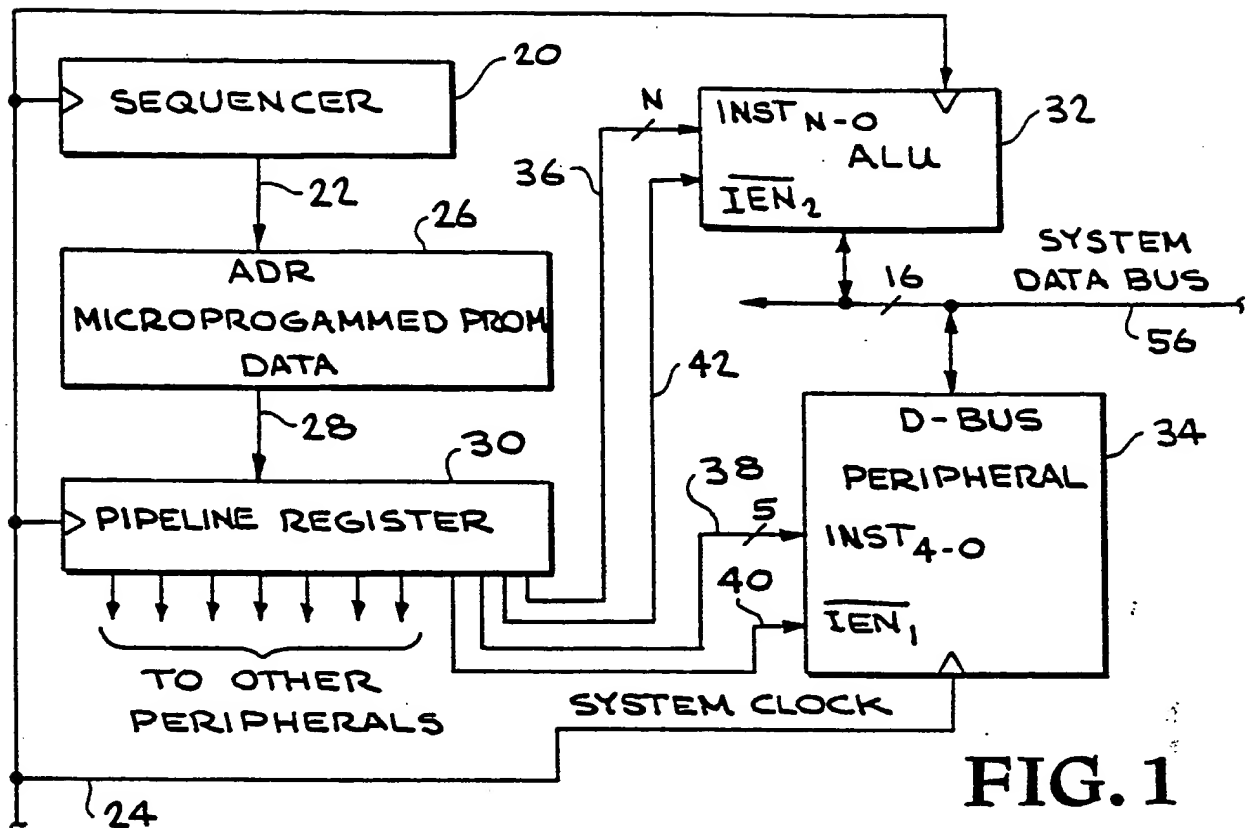 20
SEQUENCER
22
26
ADR
MICROPROGAMMED PROM
DATA
28
30
PIPELINE REGISTER
TO OTHER
PERIPHERALS
24
SYSTEM CLOCK
36
N
INST N-0
ALU
IEN2
32
42
16
SYSTEM
DATA BUS
56
D-BUS
PERIPHERAL
34
38
5
INST4-0
40
IEN1
FIG. 1